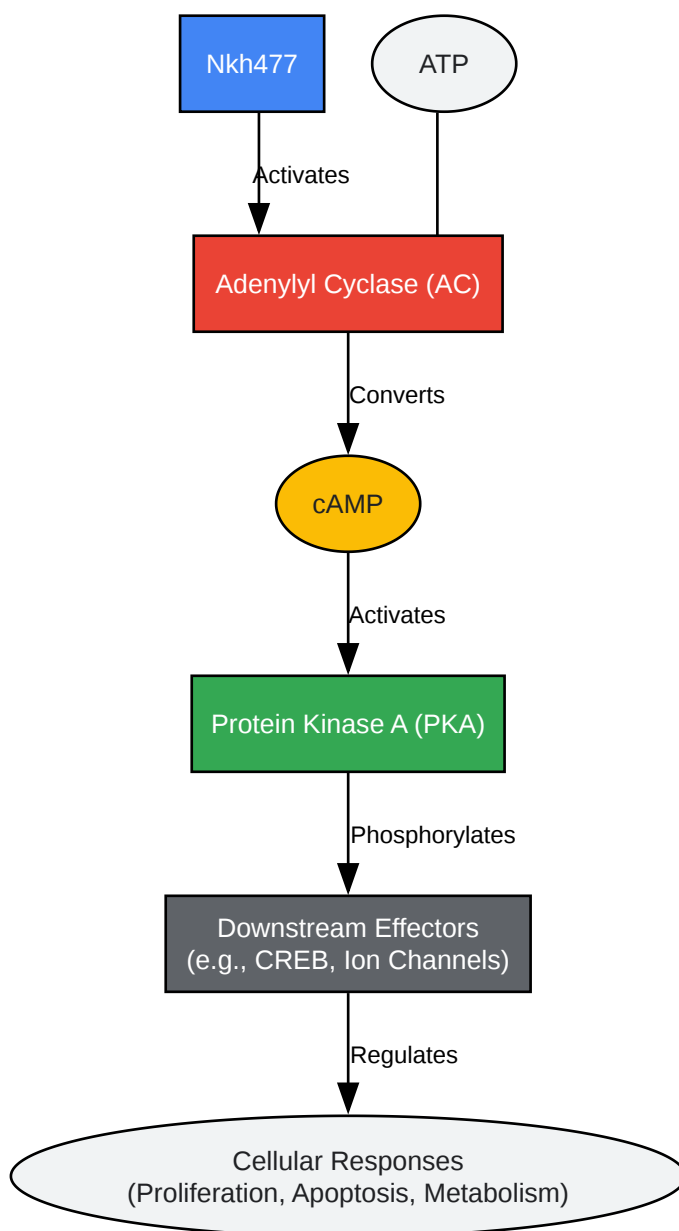 Nkh477
ATP
Activates
Adenylyl Cyclase (AC)
Converts
cAMP
Activates
Protein Kinase A (PKA)
Phosphorylates
Downstream Effectors
(e.g., CREB, Ion Channels)
Regulates
Cellular Responses
(Proliferation, Apoptosis, Metabolism)